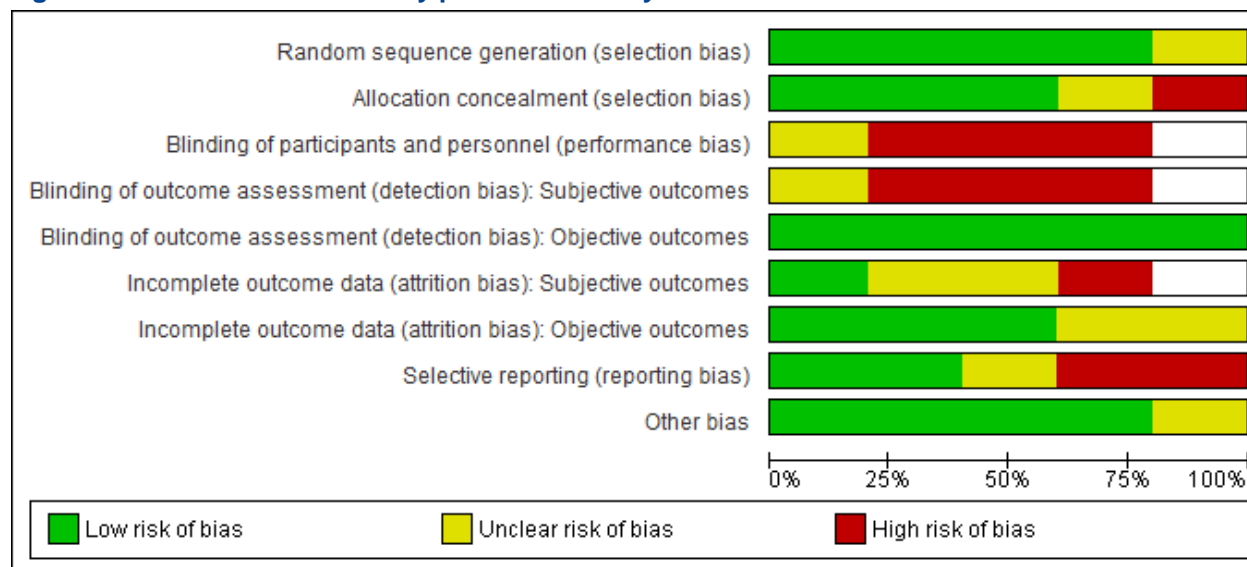 Random sequence generation (selection bias)
Allocation concealment (selection bias)
Blinding of participants and personnel (performance bias)
Blinding of outcome assessment (detection bias): Subjective outcomes
Blinding of outcome assessment (detection bias): Objective outcomes
Incomplete outcome data (attrition bias): Subjective outcomes
Incomplete outcome data (attrition bias): Objective outcomes
Selective reporting (reporting bias)
Other bias
0% 25% 50% 75% 100%
Low risk of bias Unclear risk of bias High risk of bias